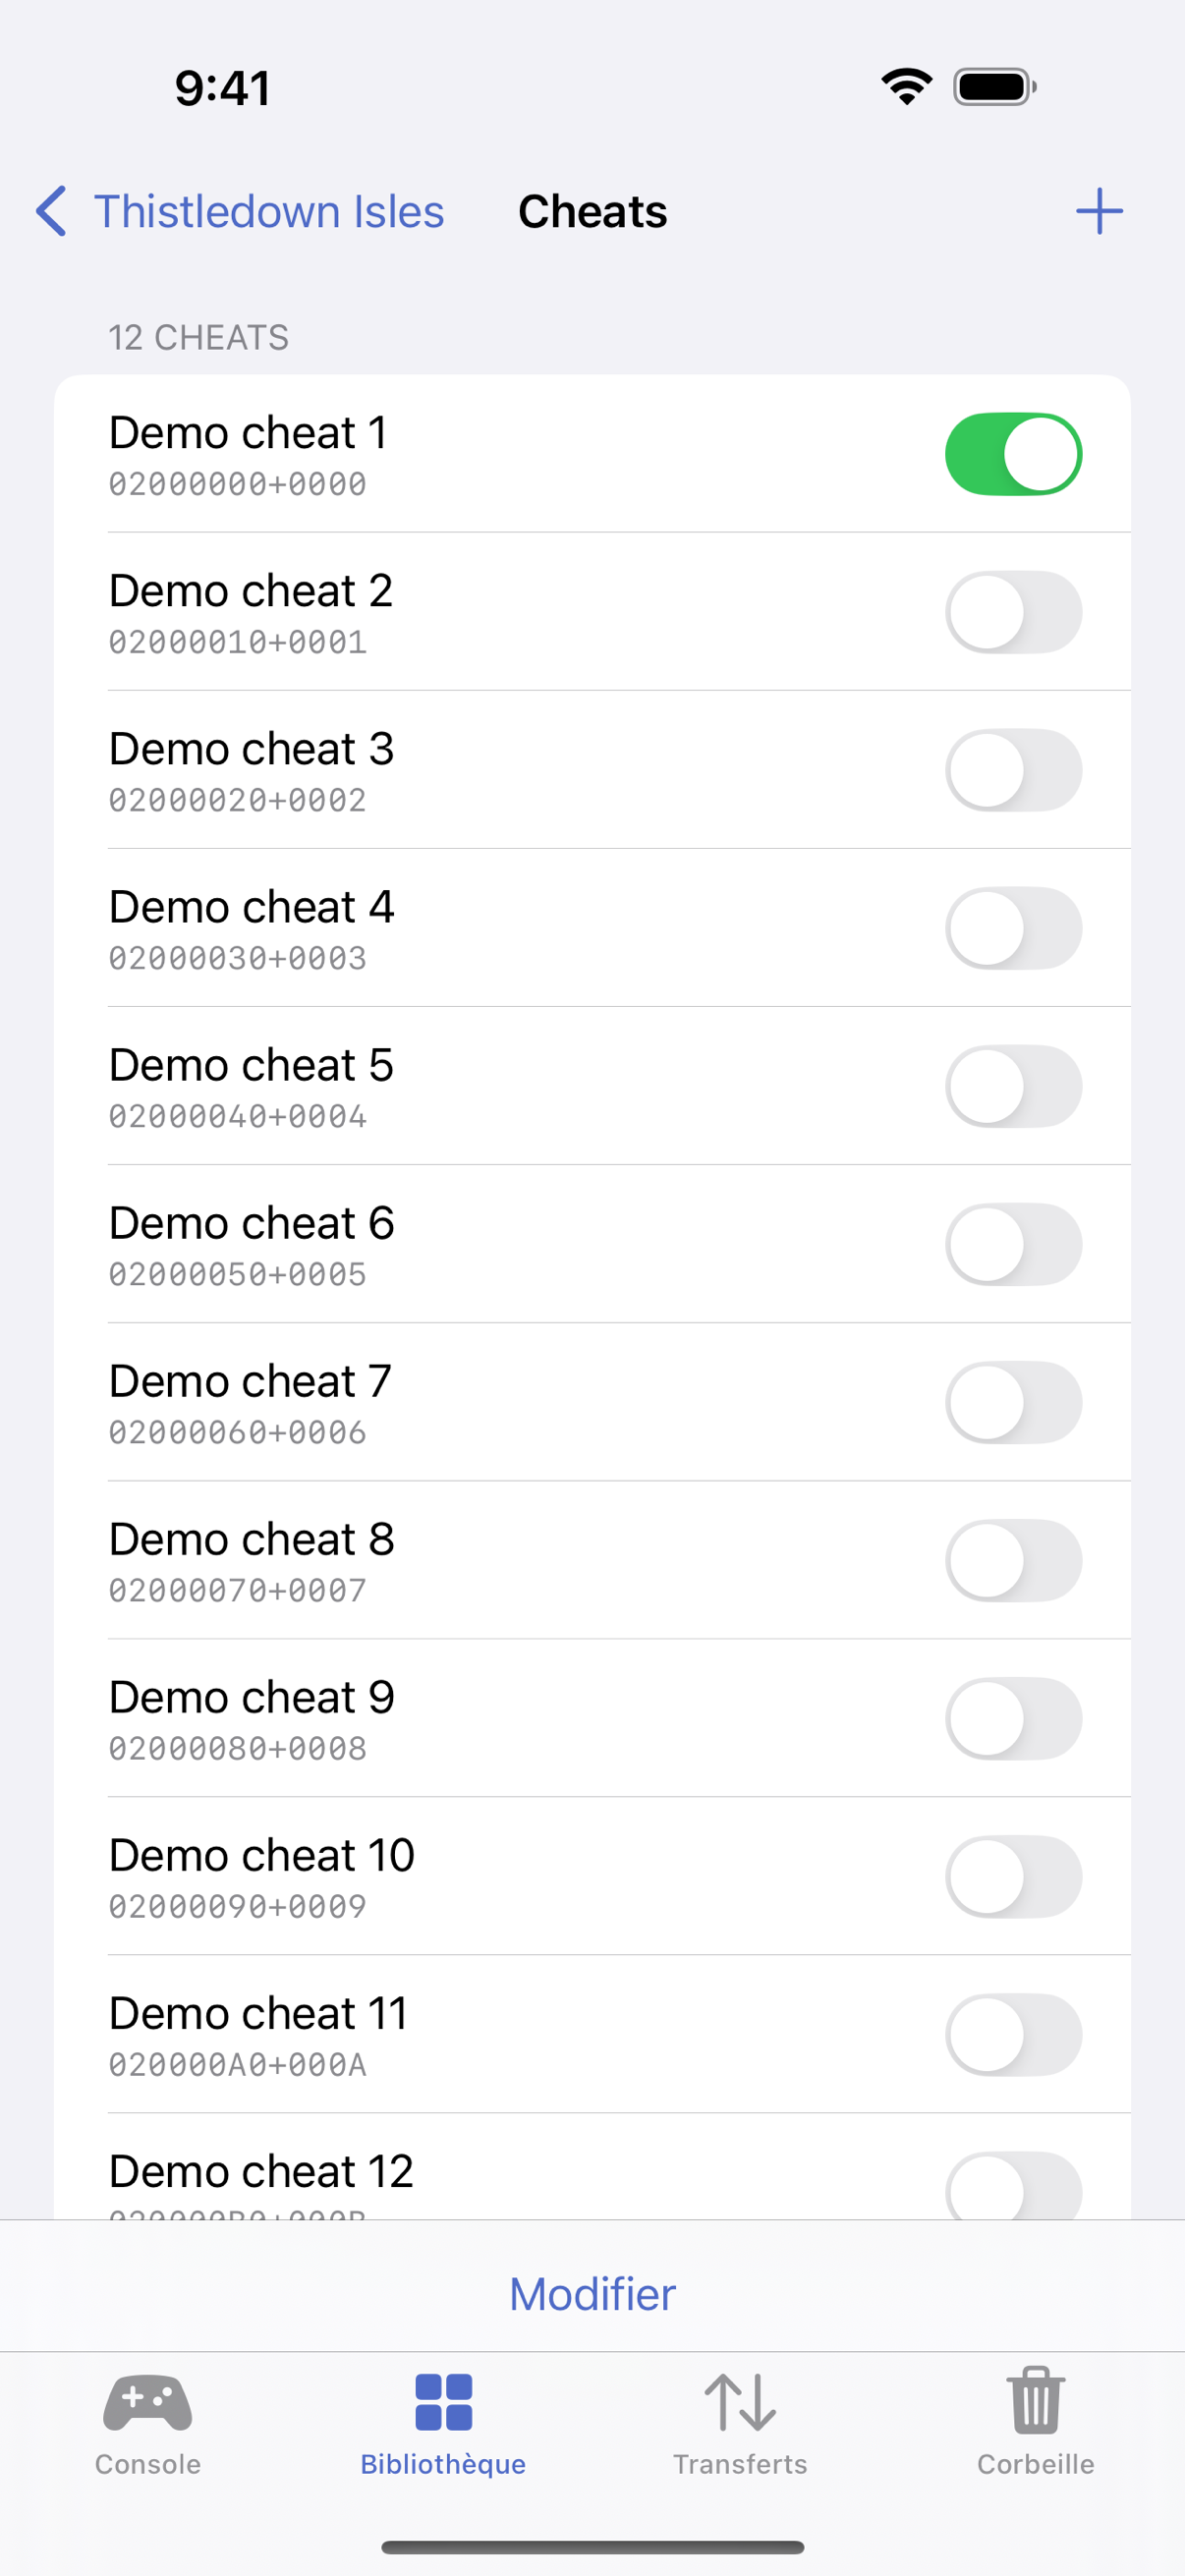 9:41
Thistledown Isles
Cheats
12 CHEATS
Demo cheat 1
02000000+0000
Demo cheat 2
02000010+0001
Demo cheat 3
02000020+0002
Demo cheat 4
02000030+0003
Demo cheat 5
02000040+0004
Demo cheat 6
02000050+0005
Demo cheat 7
02000060+0006
Demo cheat 8
02000070+0007
Demo cheat 9
02000080+0008
Demo cheat 10
02000090+0009
Demo cheat 11
020000A0+000A
Demo cheat 12
Modifier
Console
Bibliothèque
Transferts
Corbeille